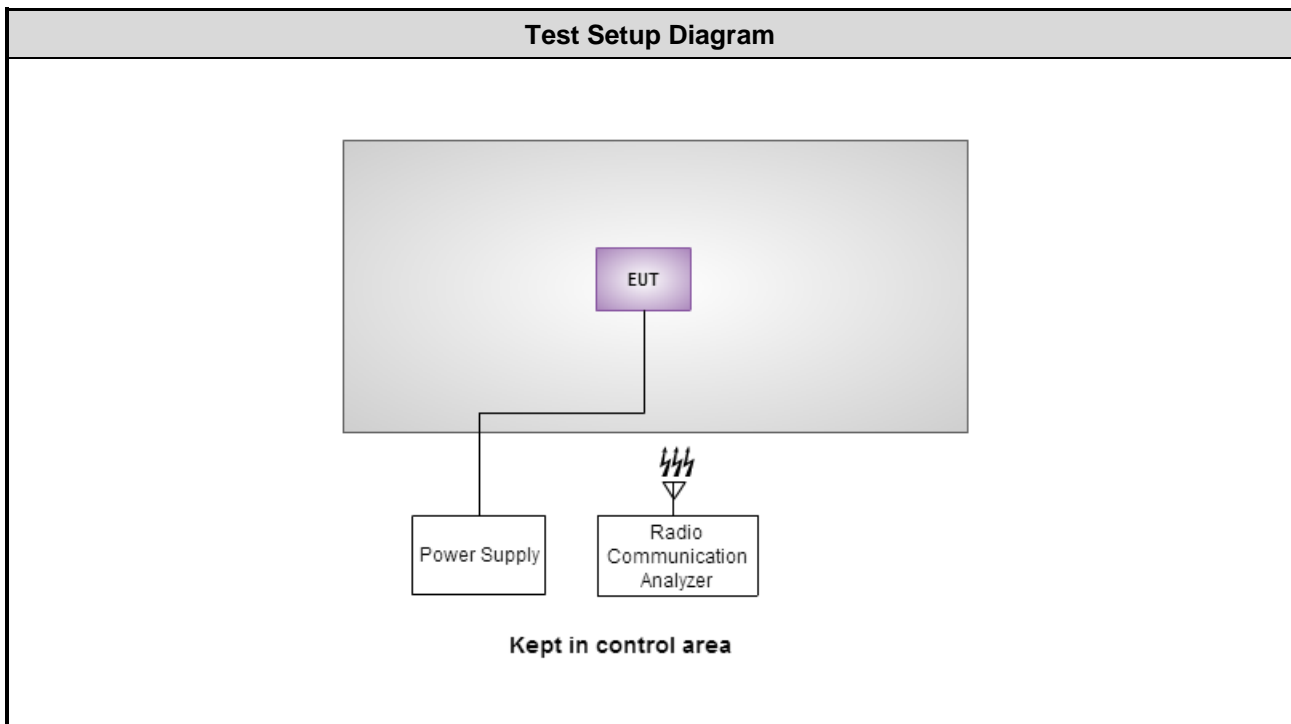 Test Setup Diagram
EUT
Power Supply
Radio
Communication
Analyzer
Kept in control area